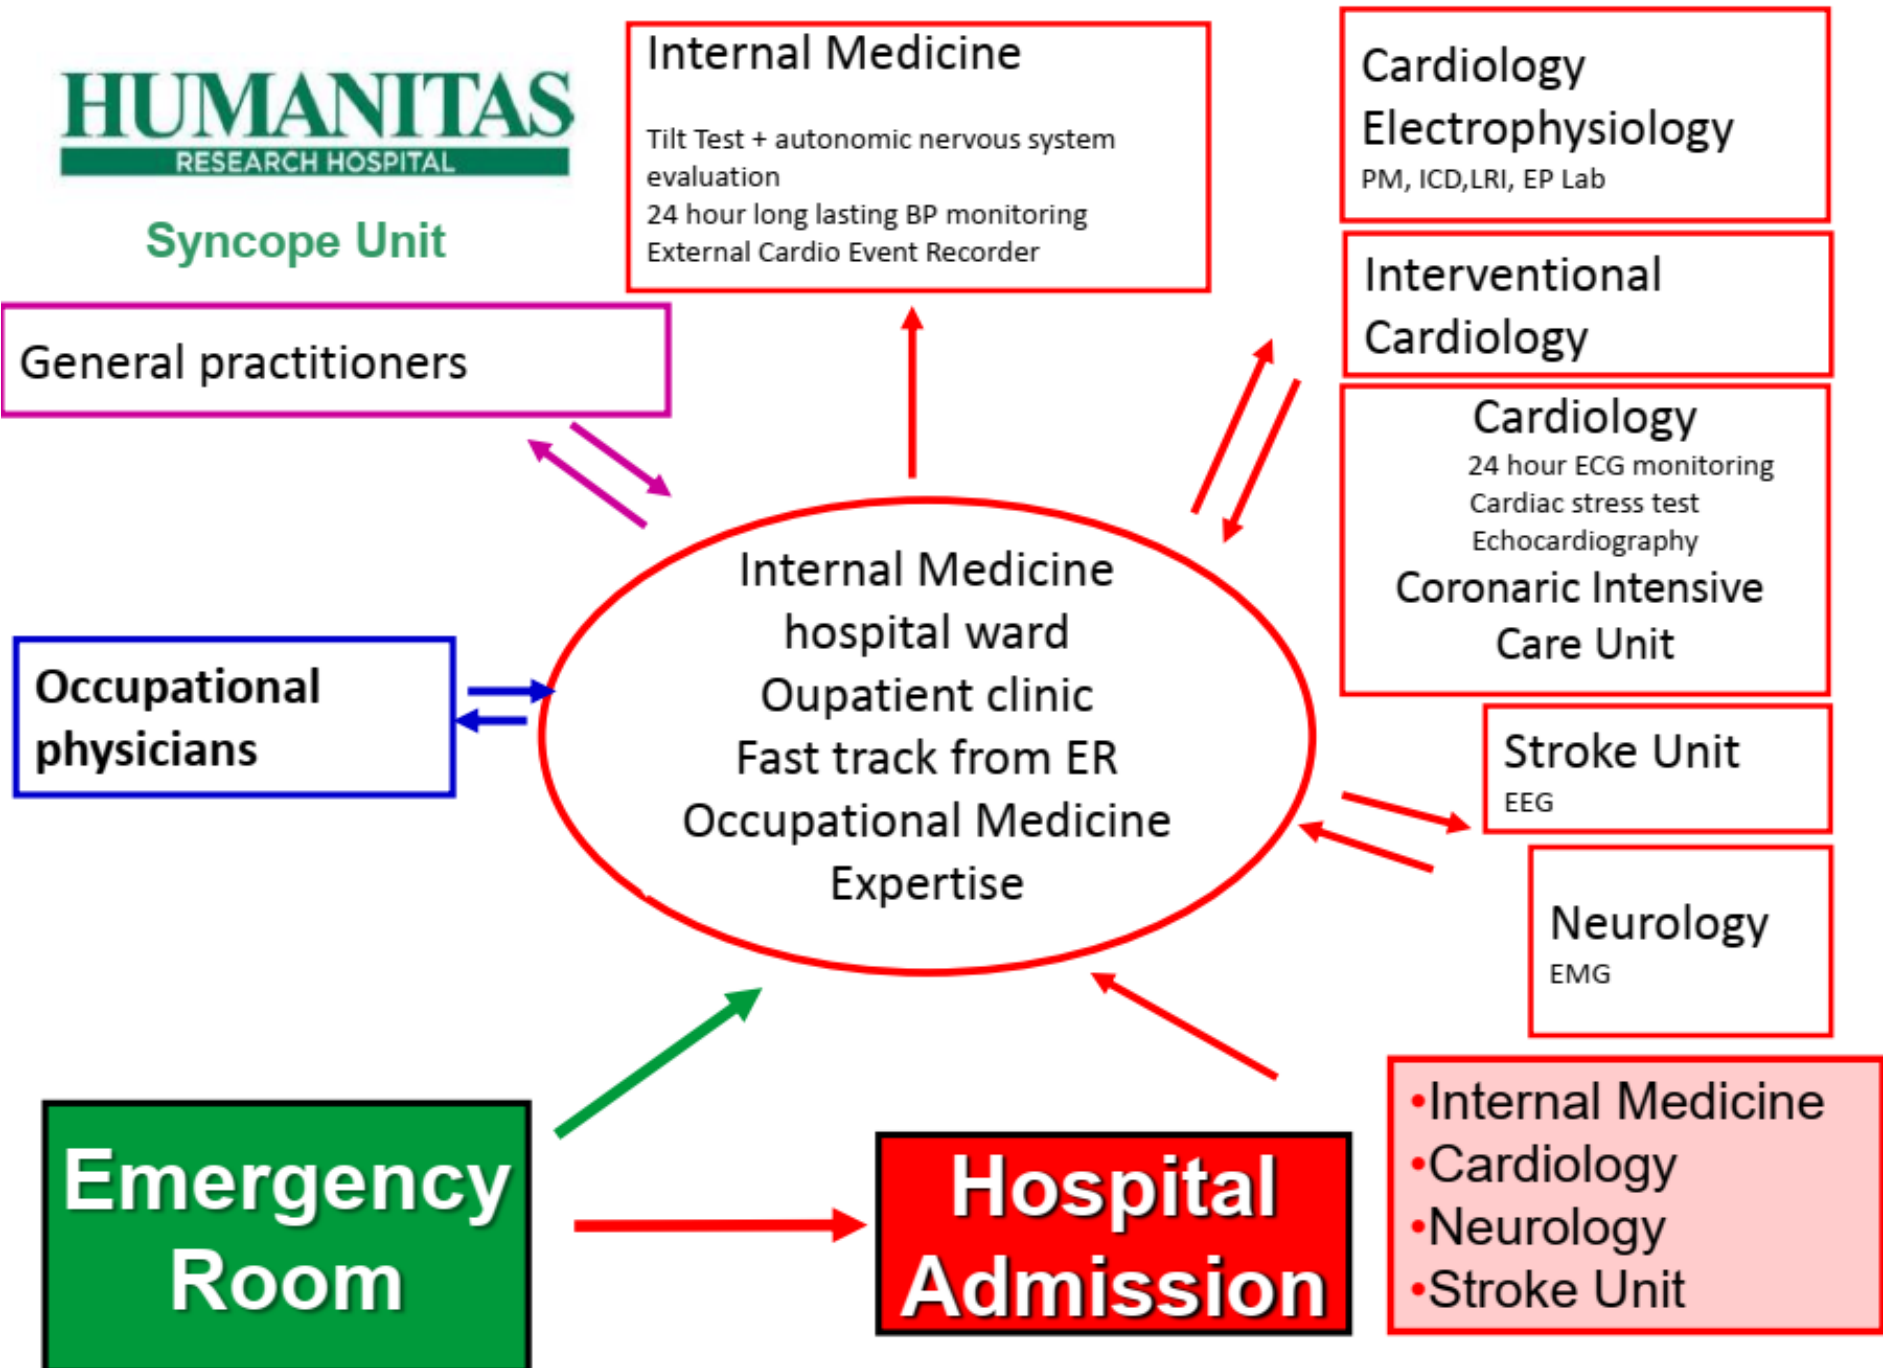 HUMANITAS
RESEARCH HOSPITAL
Syncope Unit
Internal Medicine
Tilt Test + autonomic nervous system
evaluation
24 hour long lasting BP monitoring
External Cardio Event Recorder
Cardiology
Electrophysiology
PM, ICD,LRI, EP Lab
Interventional
Cardiology
Cardiology
24 hour ECG monitoring
Cardiac stress test
Echocardiography
Coronaric Intensive
Care Unit
General practitioners
Occupational
physicians
Internal Medicine
hospital ward
Oupatient clinic
Fast track from ER
Occupational Medicine
Expertise
Stroke Unit
EEG
Neurology
EMG
Emergency
Room
Hospital
Admission
•Internal Medicine
•Cardiology
•Neurology
•Stroke Unit